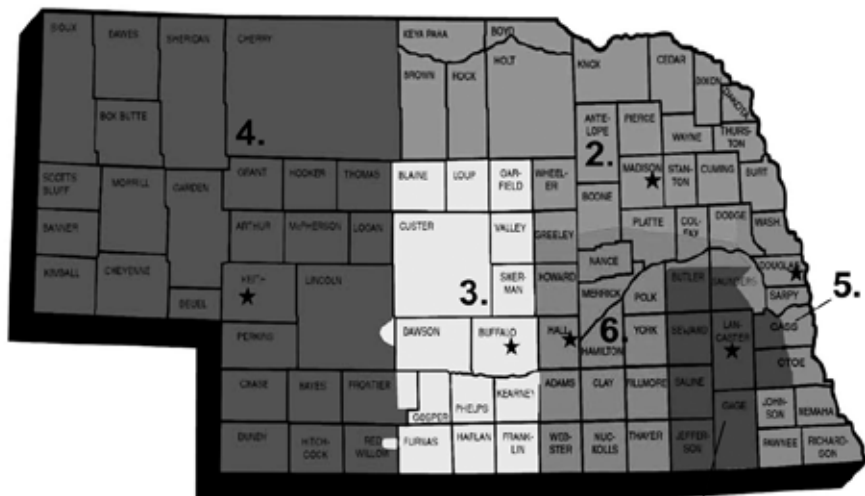 SIOUX
DAWES
SHERIDAN
CHERRY
KEYA PAHA
BOYD
BROWN
ROCK
HOLT
KNOX
CEDAR
DIXON
DAKOTA
BOX BUTTE
4.
ANTE-
LOPE
PIERCE
WAYNE
THURS-
TON
2.
SCOTTS
BLUFF
MORRILL
GARDEN
GRANT
HOOKER
THOMAS
BLAINE
LOUP
GAR-
FIELD
WHEEL-
ER
BOONE
MADISON
STAN-
TON
CUMING
BURT
BANNER
ARTHUR
McPHERSON
LOGAN
CUSTER
VALLEY
GREELEY
PLATTE
COL-
FAX
DODGE
WASH.
KIMBALL
CHEYENNE
DEUEL
KEITH
LINCOLN
3.
SHER-
MAN
HOWARD
NANCE
MERRICK
POLK
BUTLER
SAUNDERS
DOUGLAS
SARPY
5.
PERKINS
DAWSON
BUFFALO
HALL
6.
HAMILTON
YORK
SEWARD
LAN-
CASTER
CASS
OTOE
CHASE
HAYES
FRONTIER
GOSPER
PHELPS
KEARNEY
ADAMS
CLAY
FILLMORE
SALINE
GAGE
JOHN-
SON
NEMAHA
DUNDY
HITCH-
COCK
RED
WILLOW
FURNAS
HARLAN
FRANK-
LIN
WEB-
STER
NUC-
KOLLS
THAYER
JEFFER-
SON
PAWNEE
RICHARD-
SON